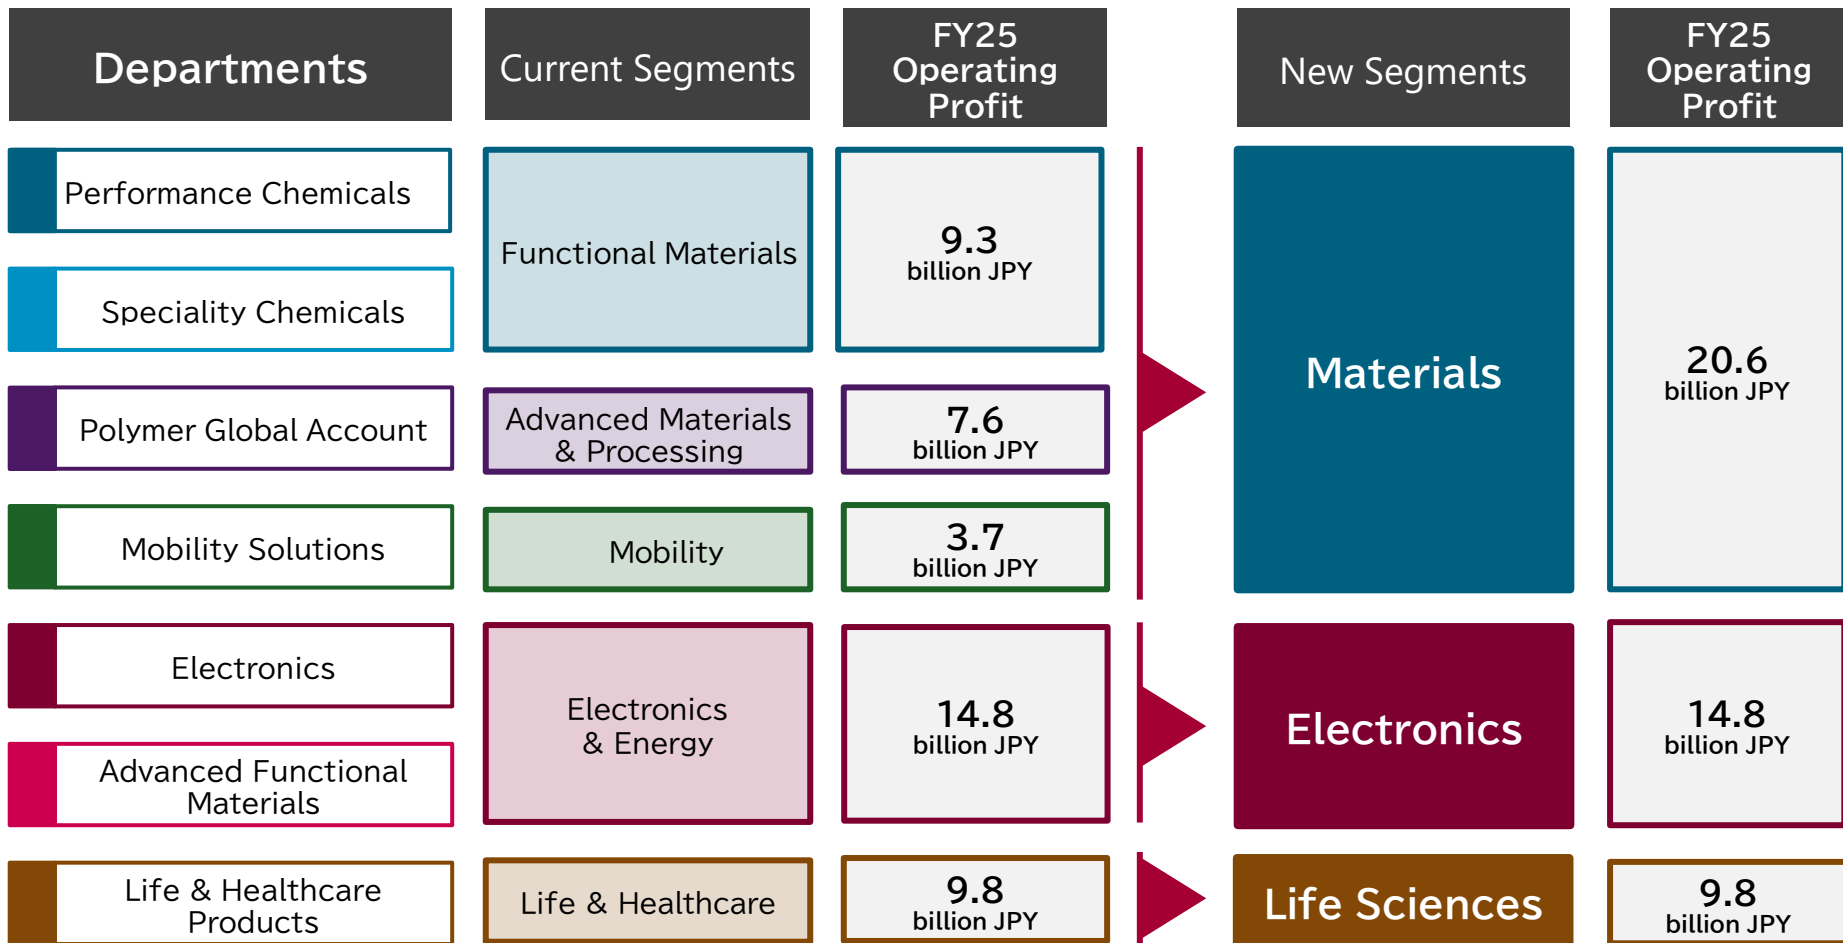 Departments
Current Segments
FY25
Operating
Profit
New Segments
FY25
Operating
Profit
Performance Chemicals
Speciality Chemicals
Functional Materials
9.3
billion JPY
Polymer Global Account
Advanced Materials
& Processing
7.6
billion JPY
Mobility Solutions
Mobility
3.7
billion JPY
Materials
20.6
billion JPY
Electronics
Advanced Functional
Materials
Electronics
& Energy
14.8
billion JPY
Electronics
14.8
billion JPY
Life & Healthcare
Products
Life & Healthcare
9.8
billion JPY
Life Sciences
9.8
billion JPY